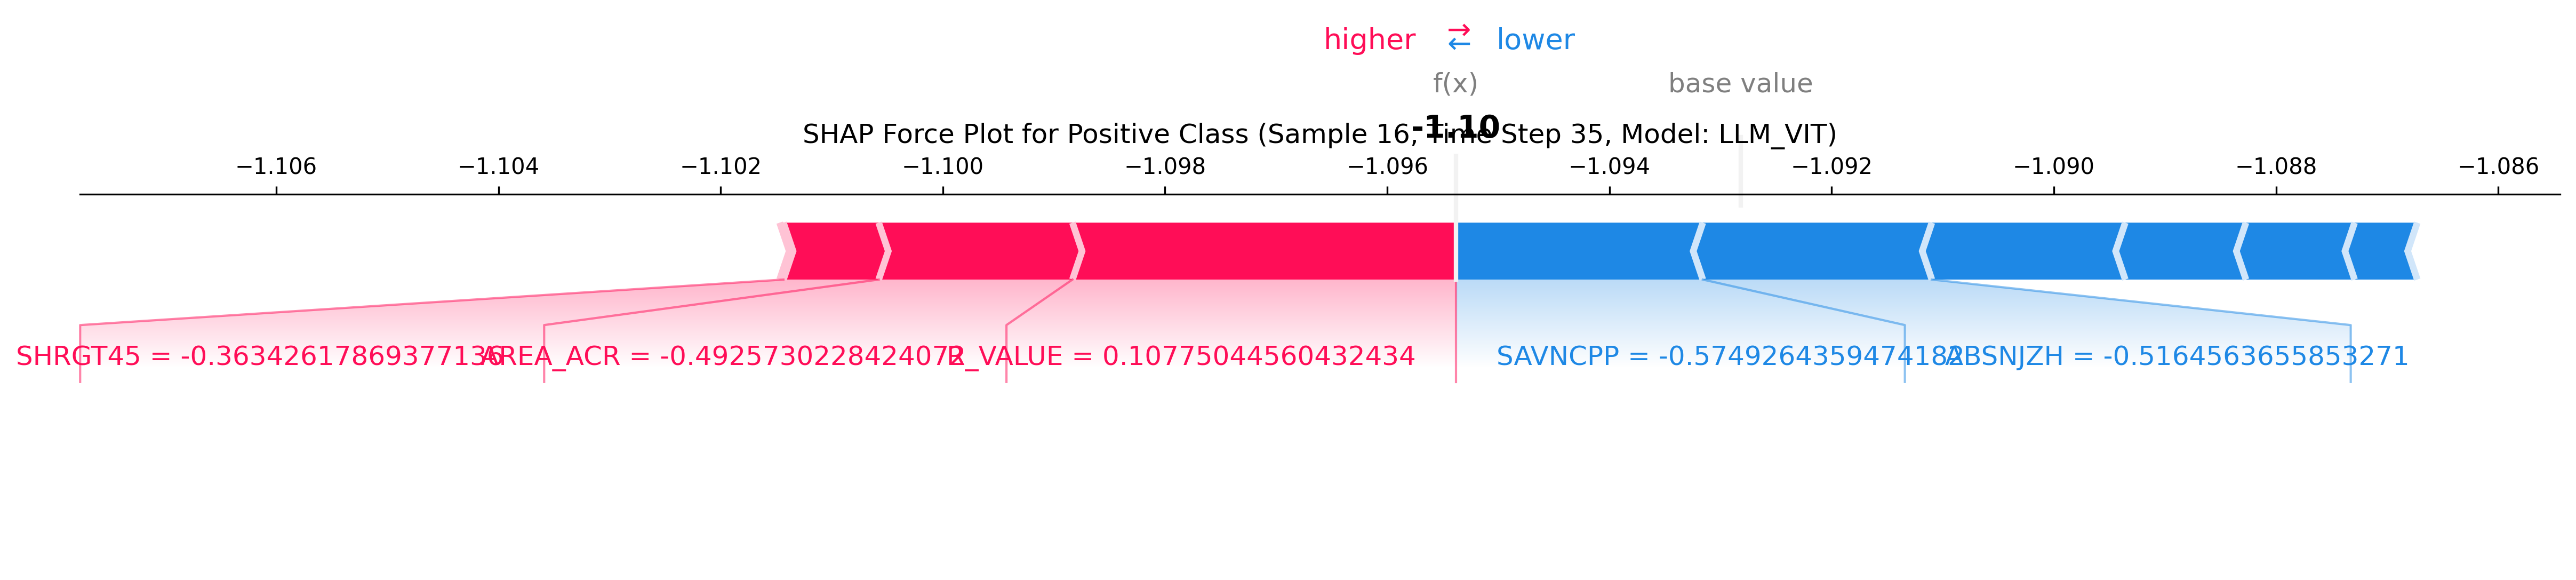 higher ⇄ lower
f(x) base value
-1.10
SHAP Force Plot for Positive Class (Sample 16, Time Step 35, Model: LLM_VIT)
−1.106 −1.104 −1.102 −1.100 −1.098 −1.096 −1.094 −1.092 −1.090 −1.088 −1.086
SHRGT45 = -0.36342617869377136 AREA_ACR = -0.4925730228424072 R_VALUE = 0.10775044560432434 SAVNCPP = -0.5749264359474182 ABSNJZH = -0.5164563655853271